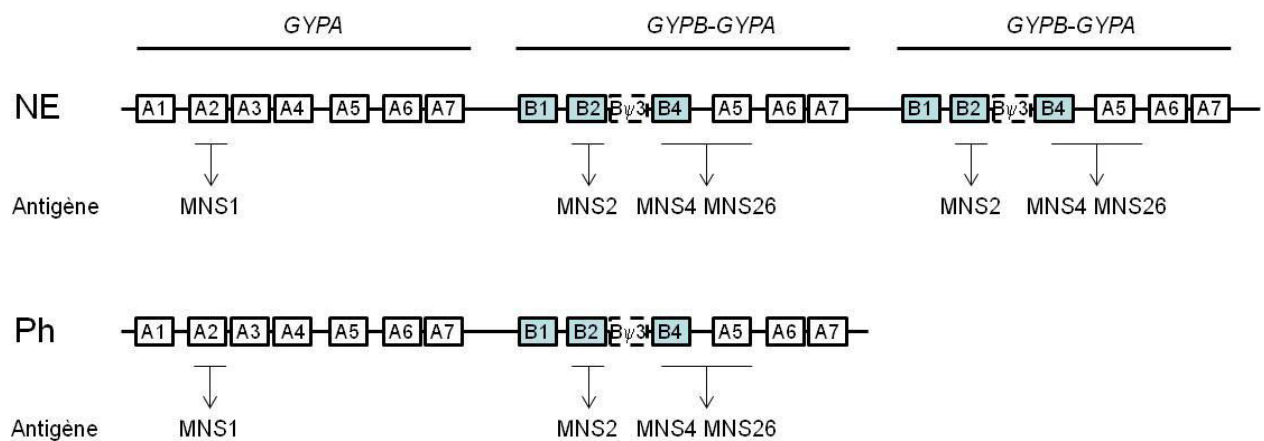 GYPA GYPB-GYPA GYPB-GYPA
NE A1 A2 A3 A4 A5 A6 A7 B1 B2 Bψ3 B4 A5 A6 A7 B1 B2 Bψ3 B4 A5 A6 A7
Antigène MNS1 MNS2 MNS4 MNS26 MNS2 MNS4 MNS26
Ph A1 A2 A3 A4 A5 A6 A7 B1 B2 Bψ3 B4 A5 A6 A7
Antigène MNS1 MNS2 MNS4 MNS26